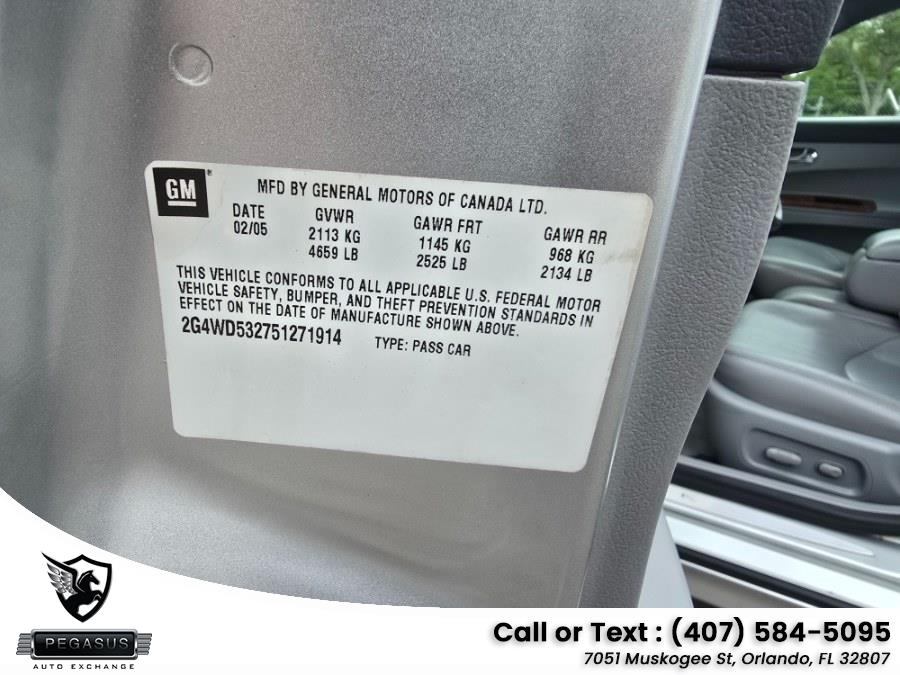 GM
MFD BY GENERAL MOTORS OF CANADA LTD.
DATE GVWR GAWR FRT GAWR RR
02/05 2113 KG 1145 KG 968 KG
4659 LB 2525 LB 2134 LB
THIS VEHICLE CONFORMS TO ALL APPLICABLE U.S. FEDERAL MOTOR
VEHICLE SAFETY, BUMPER, AND THEFT PREVENTION STANDARDS IN
EFFECT ON THE DATE OF MANUFACTURE SHOWN ABOVE.
2G4WD532751271914 TYPE: PASS CAR
PEGASUS
AUTO EXCHANGE
Call or Text : (407) 584-5095
7051 Muskogee St, Orlando, FL 32807